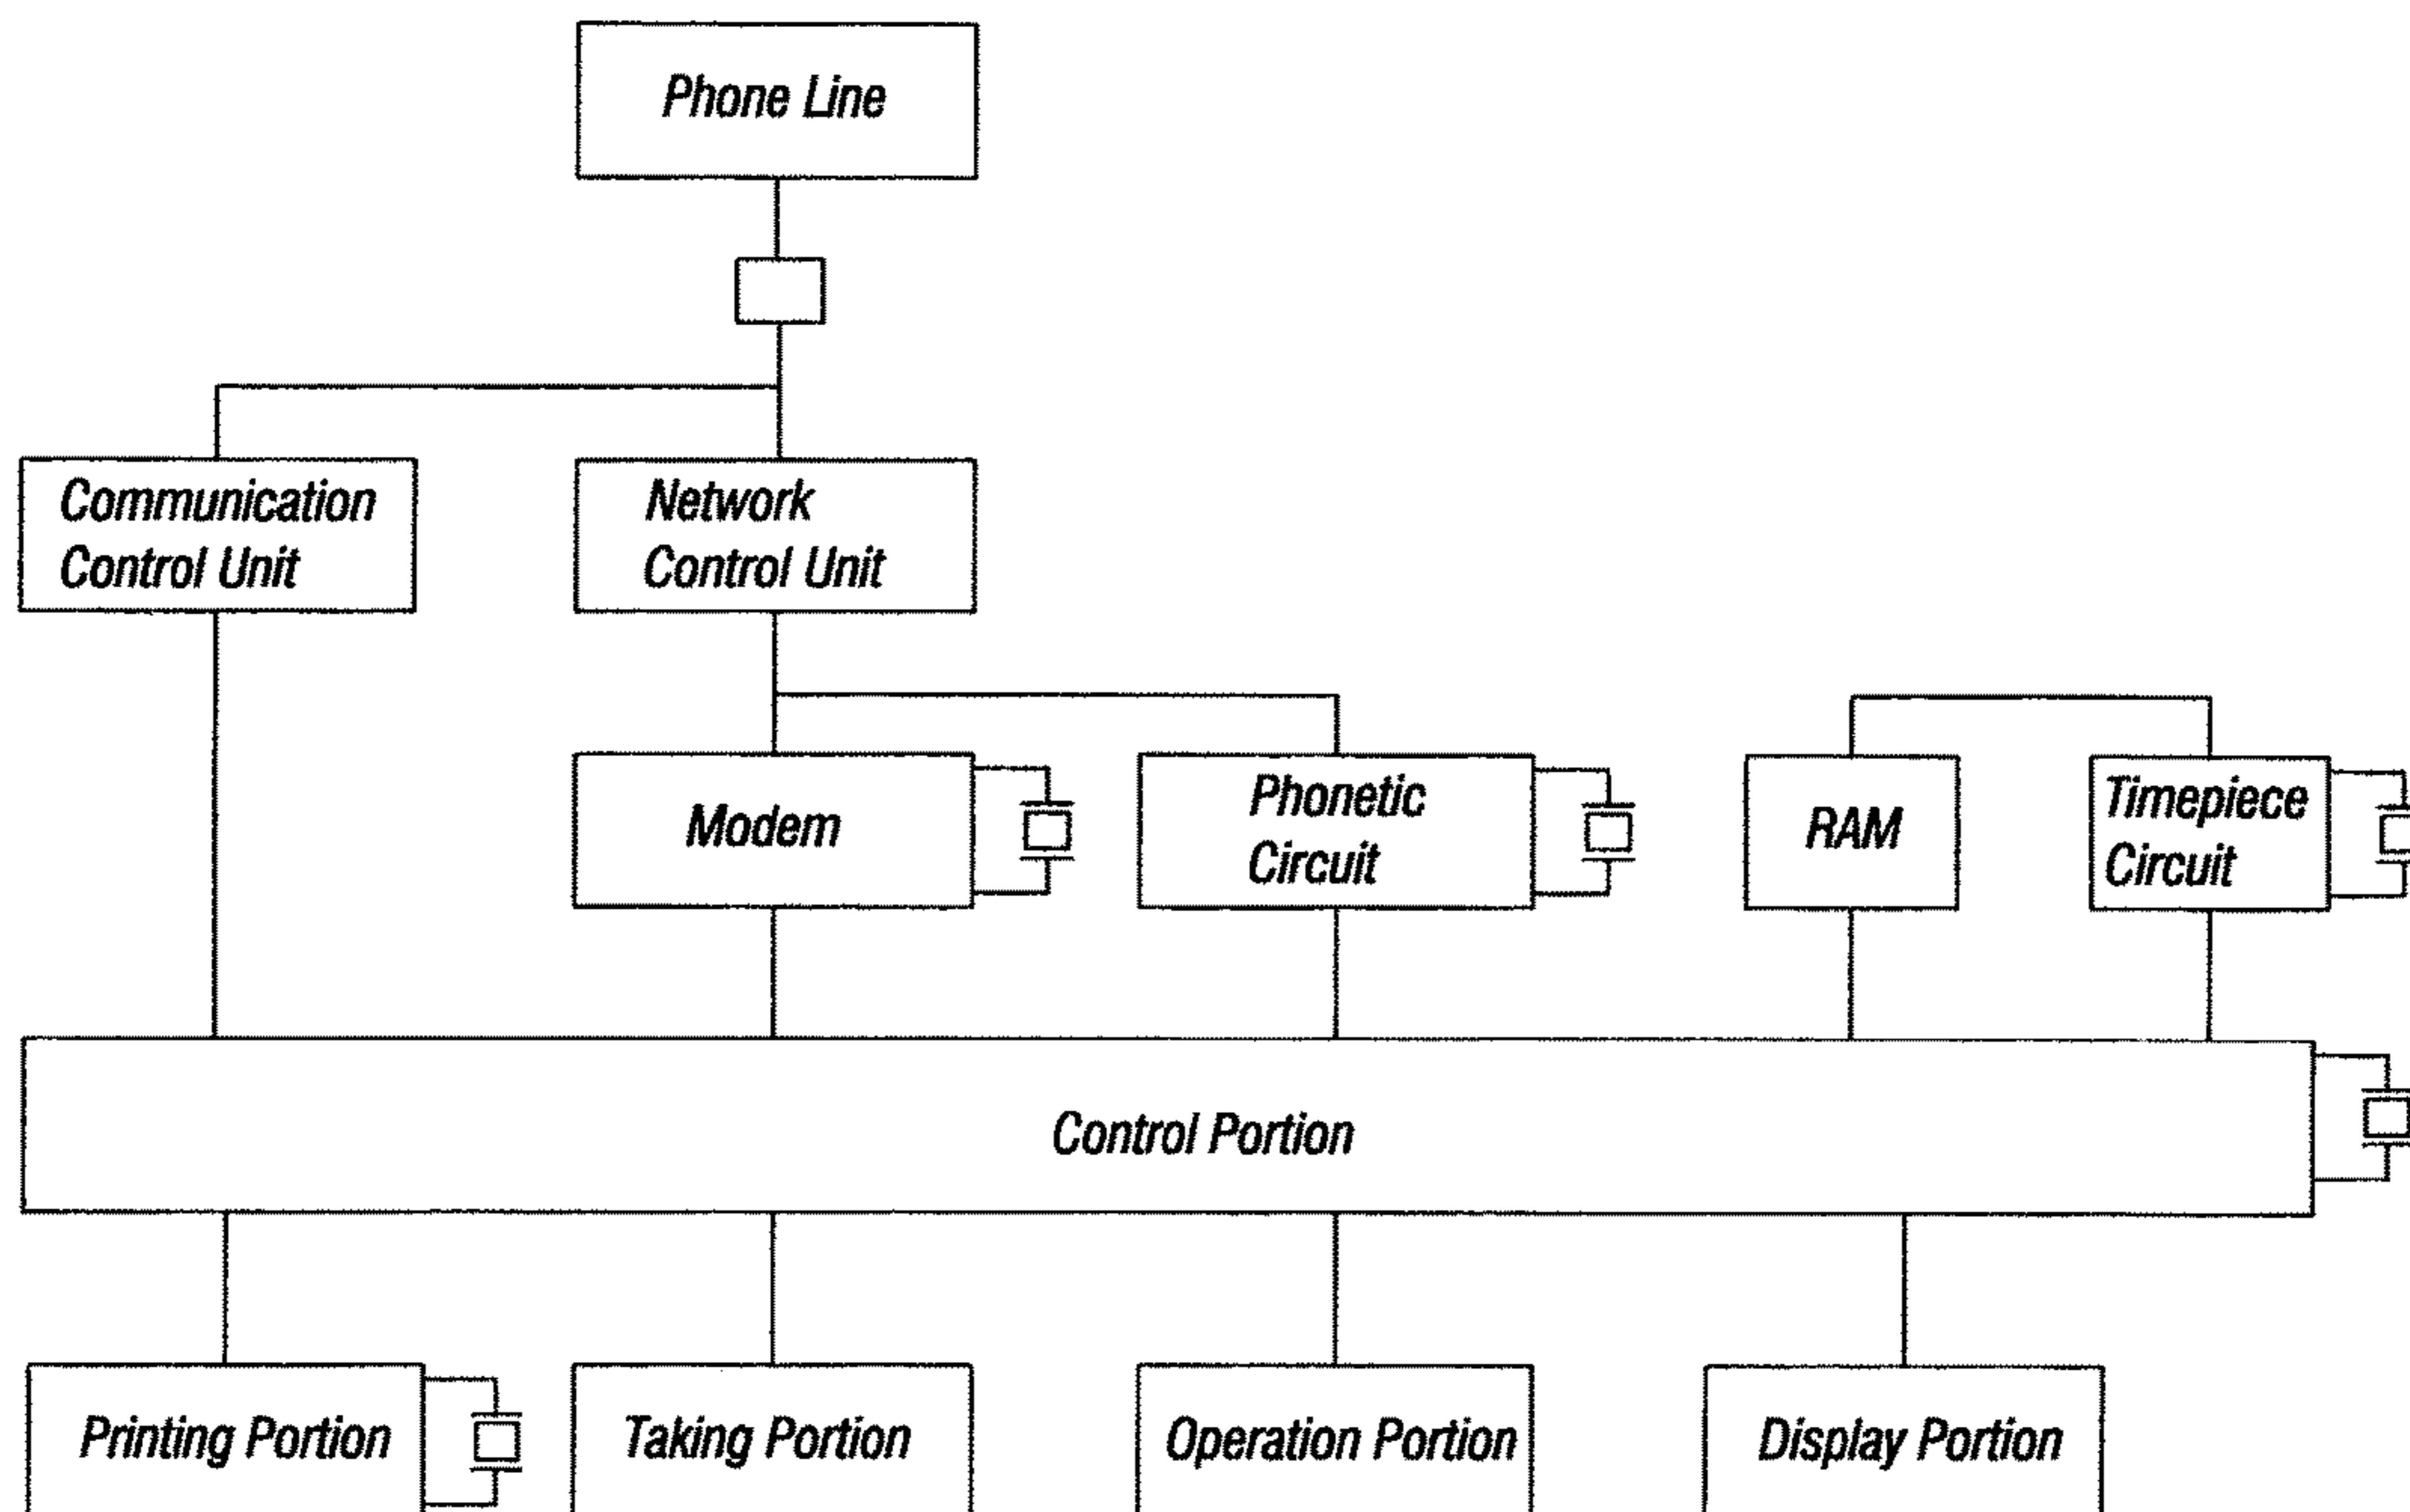 Phone Line
Communication
Control Unit
Network
Control Unit
Modem
Phonetic
Circuit
RAM
Timepiece
Circuit
Control Portion
Printing Portion
Taking Portion
Operation Portion
Display Portion